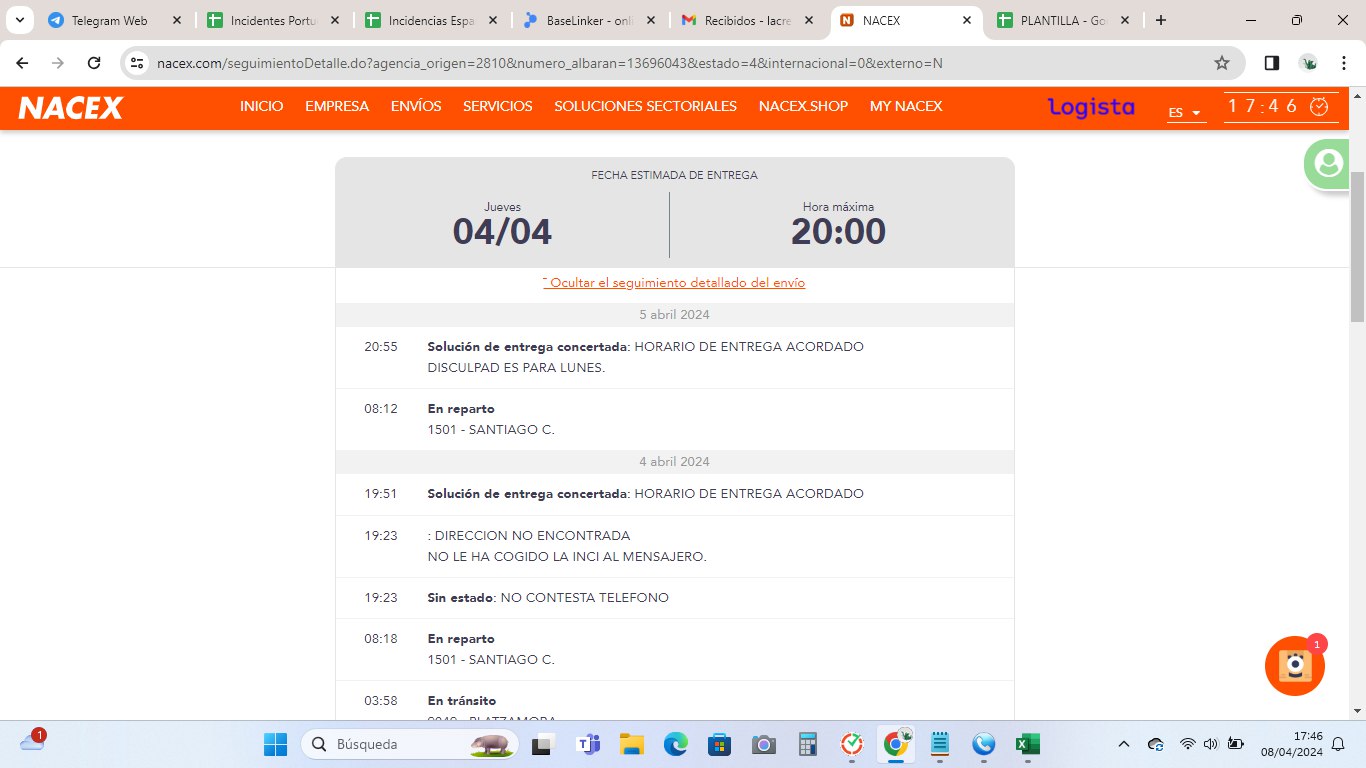 Telegram Web
Incidentes Portu
Incidencias Espa
BaseLinker - onli
Recibidos - lacre
NACEX
PLANTILLA - Go
nacex.com/seguimientoDetalle.do?agencia_origen=2810&numero_albaran=13696043&estado=4&internacional=0&externo=N
NACEX
INICIO
EMPRESA
ENVÍOS
SERVICIOS
SOLUCIONES SECTORIALES
NACEX.SHOP
MY NACEX
logista
ES
17:46
FECHA ESTIMADA DE ENTREGA
Jueves
04/04
Hora máxima
20:00
Ocultar el seguimiento detallado del envío
5 abril 2024
20:55 Solución de entrega concertada: HORARIO DE ENTREGA ACORDADO
DISCULPAD ES PARA LUNES.
08:12 En reparto
1501 - SANTIAGO C.
4 abril 2024
19:51 Solución de entrega concertada: HORARIO DE ENTREGA ACORDADO
19:23 : DIRECCION NO ENCONTRADA
NO LE HA COGIDO LA INCI AL MENSAJERO.
19:23 Sin estado: NO CONTESTA TELEFONO
08:18 En reparto
1501 - SANTIAGO C.
03:58 En tránsito
1
1
Búsqueda
17:46
08/04/2024